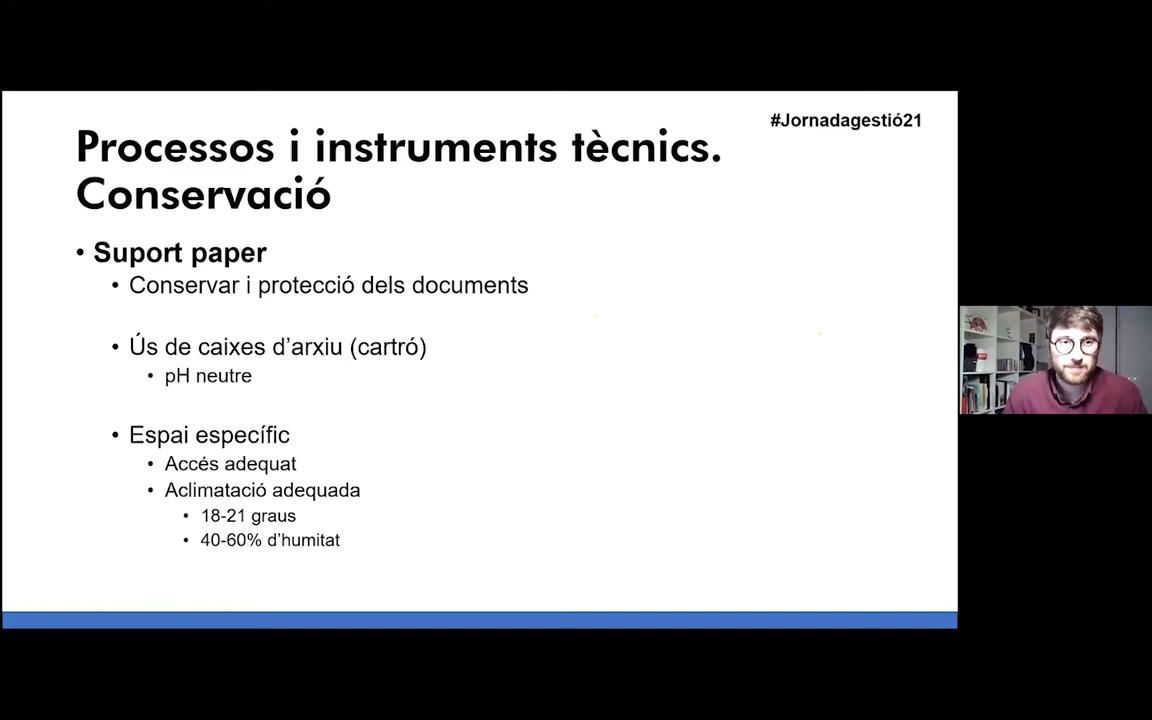 #Jornadagestió21
Processos i instruments tècnics.
Conservació
• Suport paper
• Conservar i protecció dels documents
• Ús de caixes d’arxiu (cartró)
• pH neutre
• Espai específic
• Accés adequat
• Aclimatació adequada
• 18-21 graus
• 40-60% d’humitat